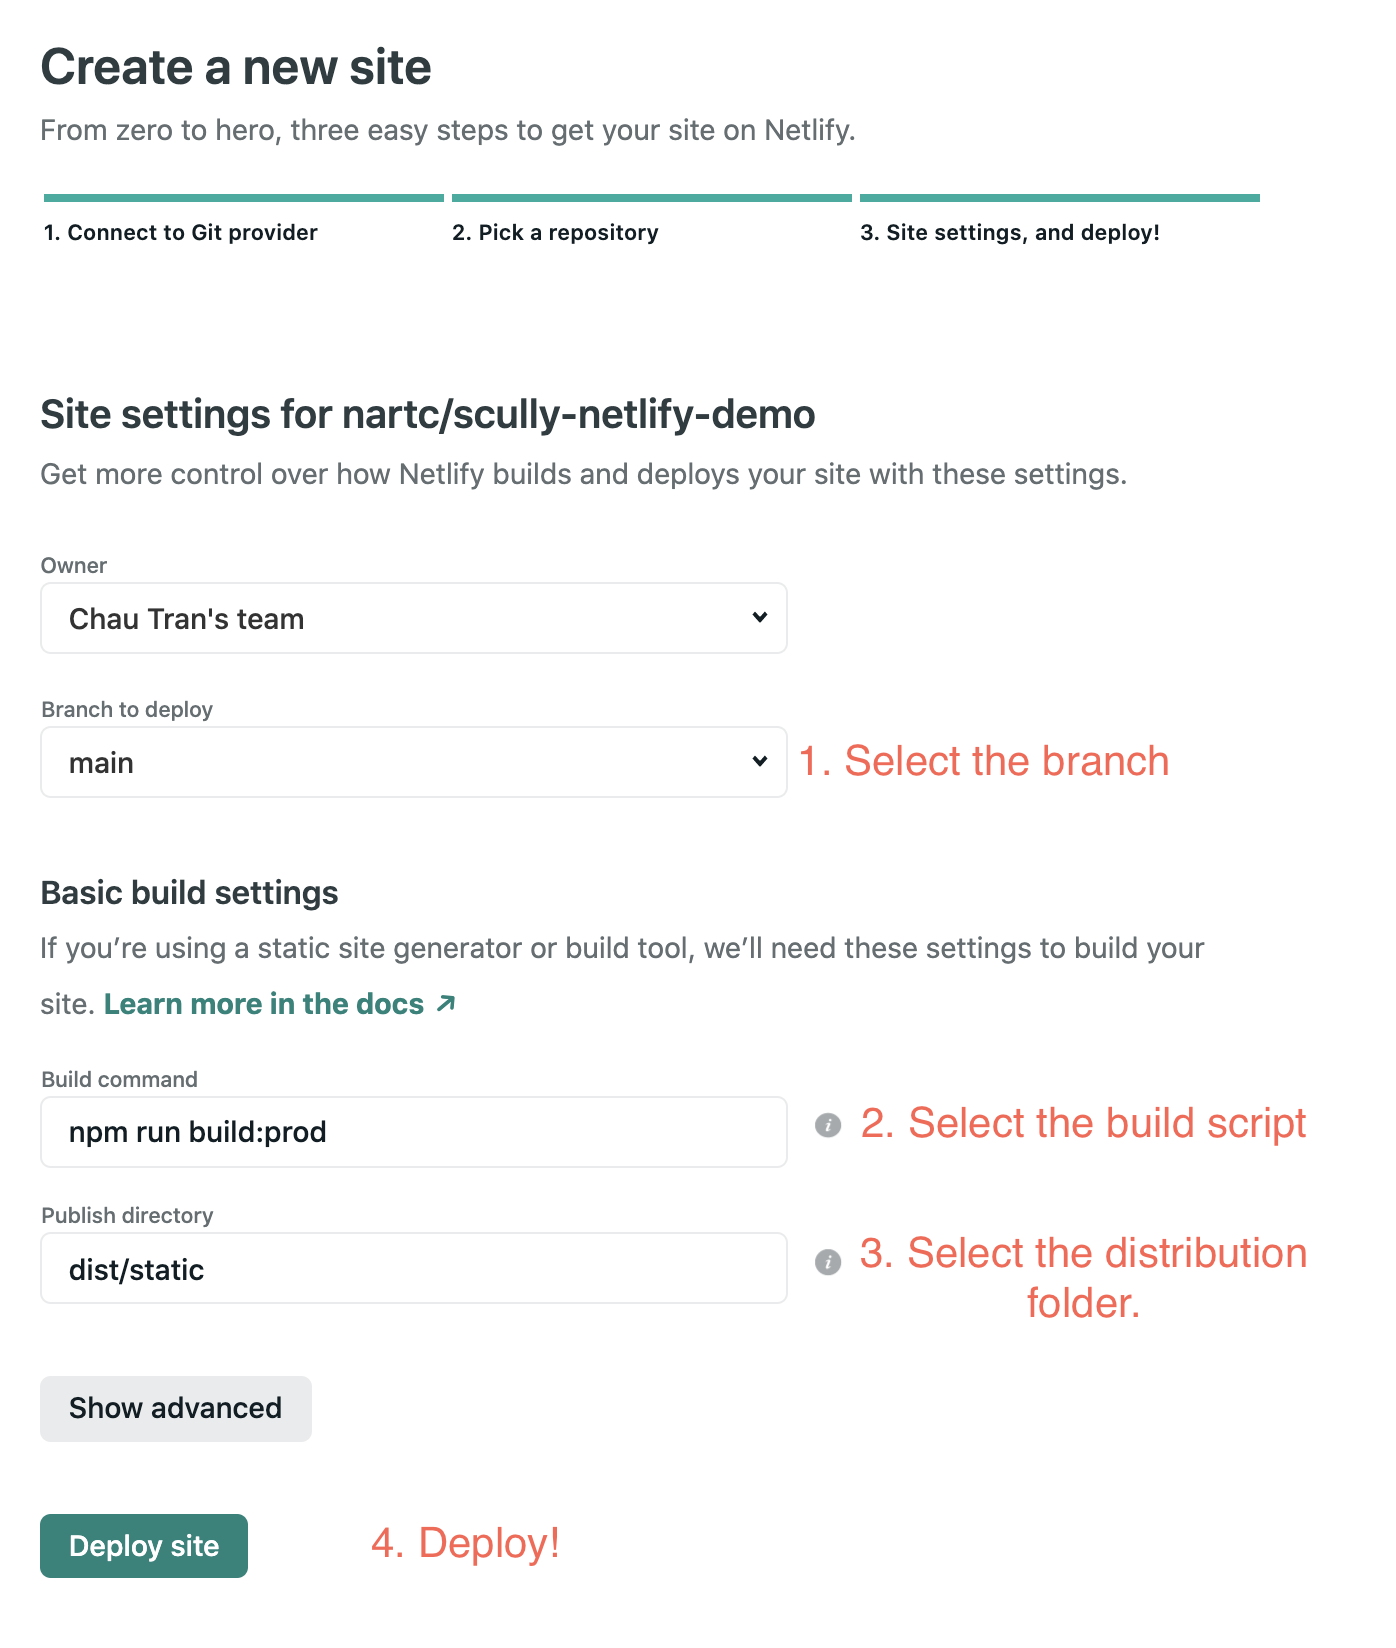 Create a new site
From zero to hero, three easy steps to get your site on Netlify.
1. Connect to Git provider
2. Pick a repository
3. Site settings, and deploy!
Site settings for nartc/scully-netlify-demo
Get more control over how Netlify builds and deploys your site with these settings.
Owner
Chau Tran's team
Branch to deploy
main
1. Select the branch
Basic build settings
If you’re using a static site generator or build tool, we’ll need these settings to build your
site. Learn more in the docs ↗
Build command
npm run build:prod
i
2. Select the build script
Publish directory
dist/static
i
3. Select the distribution
folder.
Show advanced
Deploy site
4. Deploy!